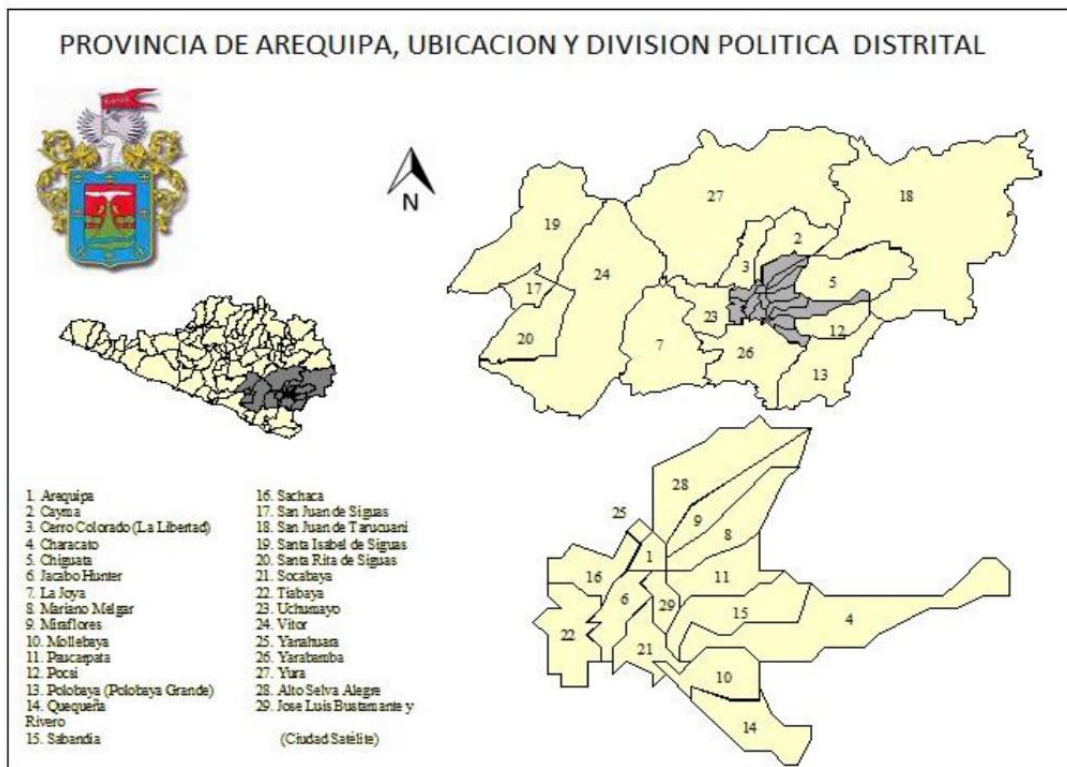 PROVINCIA DE AREQUIPA, UBICACION Y DIVISION POLITICA DISTRITAL
N
27
18
19
2
3
24
5
17
23
12
20
7
26
13
1. Arequipa
2 Cayma
3. Cerro Colorado (La Libertad)
4. Characato
5. Chiguata
6. Jacobo Hunter
7. La Joya
8. Mariano Melgar
9. Miraflores
10. Mollebaya
11. Paucarpata
12. Pocsi
13. Polobaya (Polobaya Grande)
14. Quequeña
Rivero
15. Sabandia
16. Sachaca
17. San Juan de Siguas
18. San Juan de Tarucani
19. Santa Isabel de Siguas
20. Santa Rita de Siguas
21. Socabaya
22. Tiabaya
23. Uchumayo
24. Vitor
25. Yanahuara
26. Yarabamba
27. Yura
28. Alto Selva Alegre
29. Jose Luis Bustamante y
(Ciudad Satélite)
28
25
9
8
1
16
11
6
29
15
4
22
21
10
14